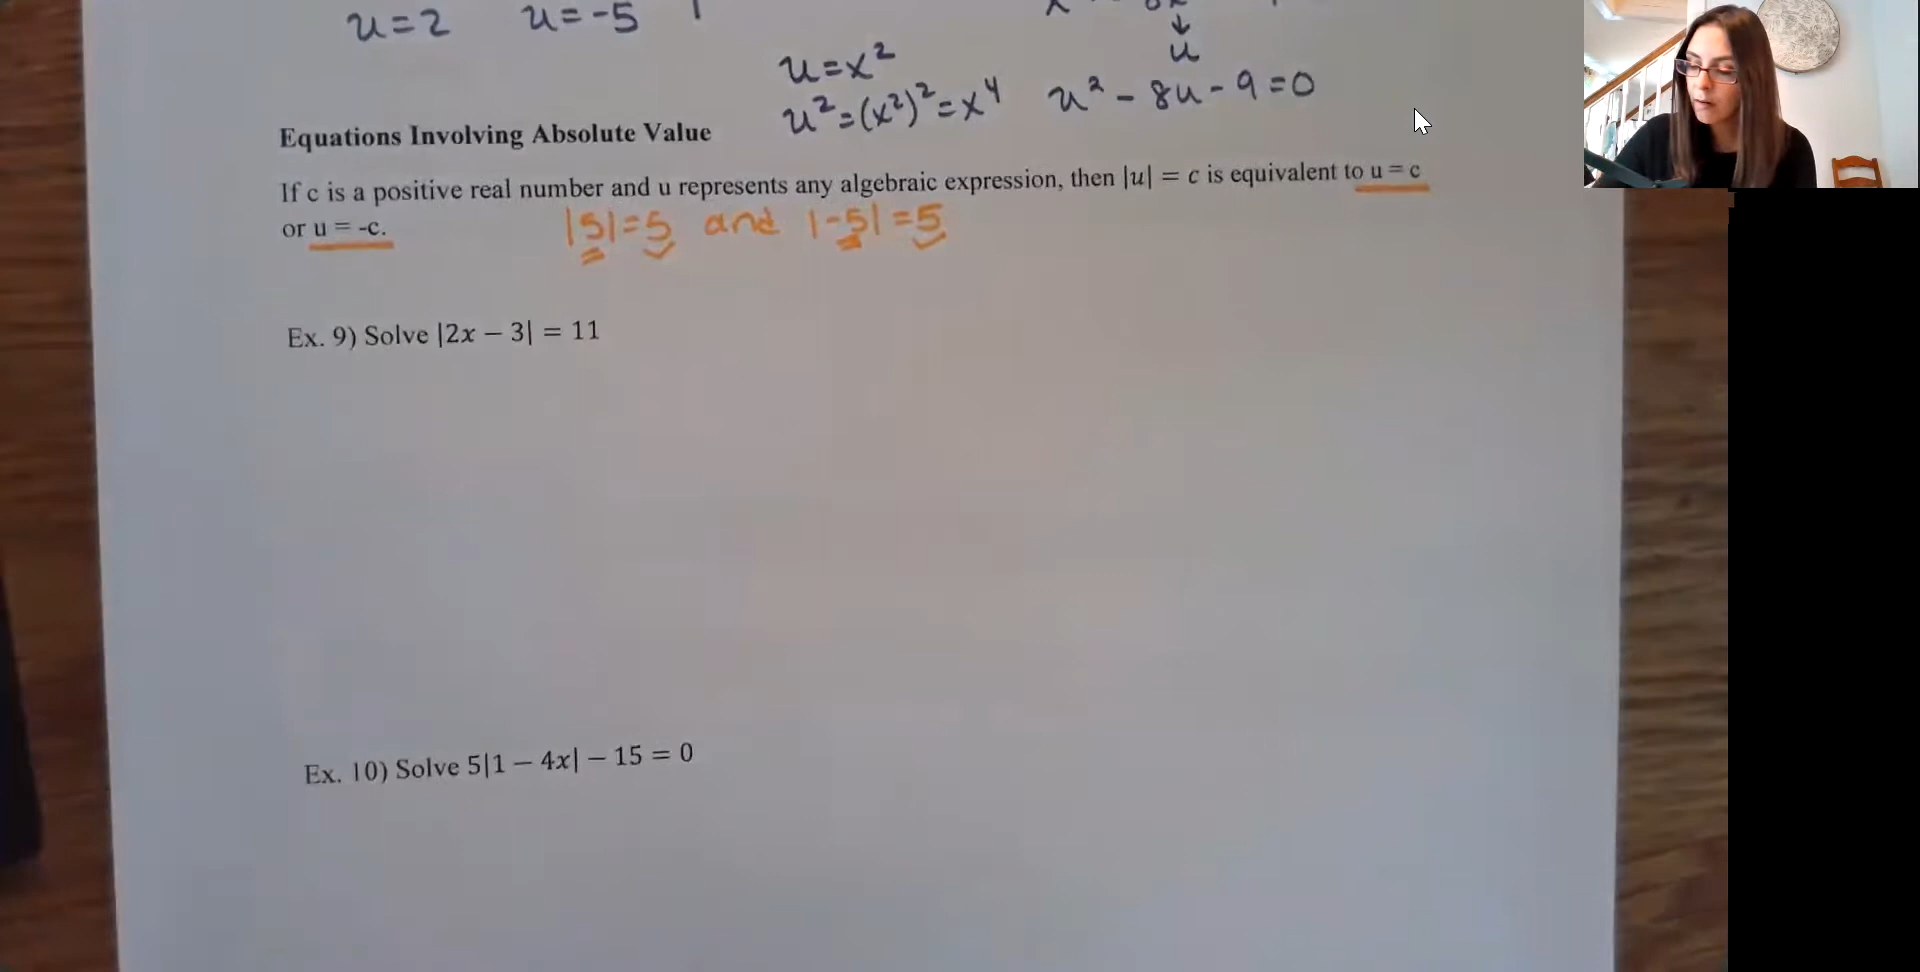 u=2 u=-5
u=x²
u
u²=(x²)²=x⁴ u²-8u-9=0
Equations Involving Absolute Value
If c is a positive real number and u represents any algebraic expression, then |u| = c is equivalent to u = c
or u = -c.
|5|=5 and |-5|=5
Ex. 9) Solve |2x − 3| = 11
Ex. 10) Solve 5|1 − 4x| − 15 = 0